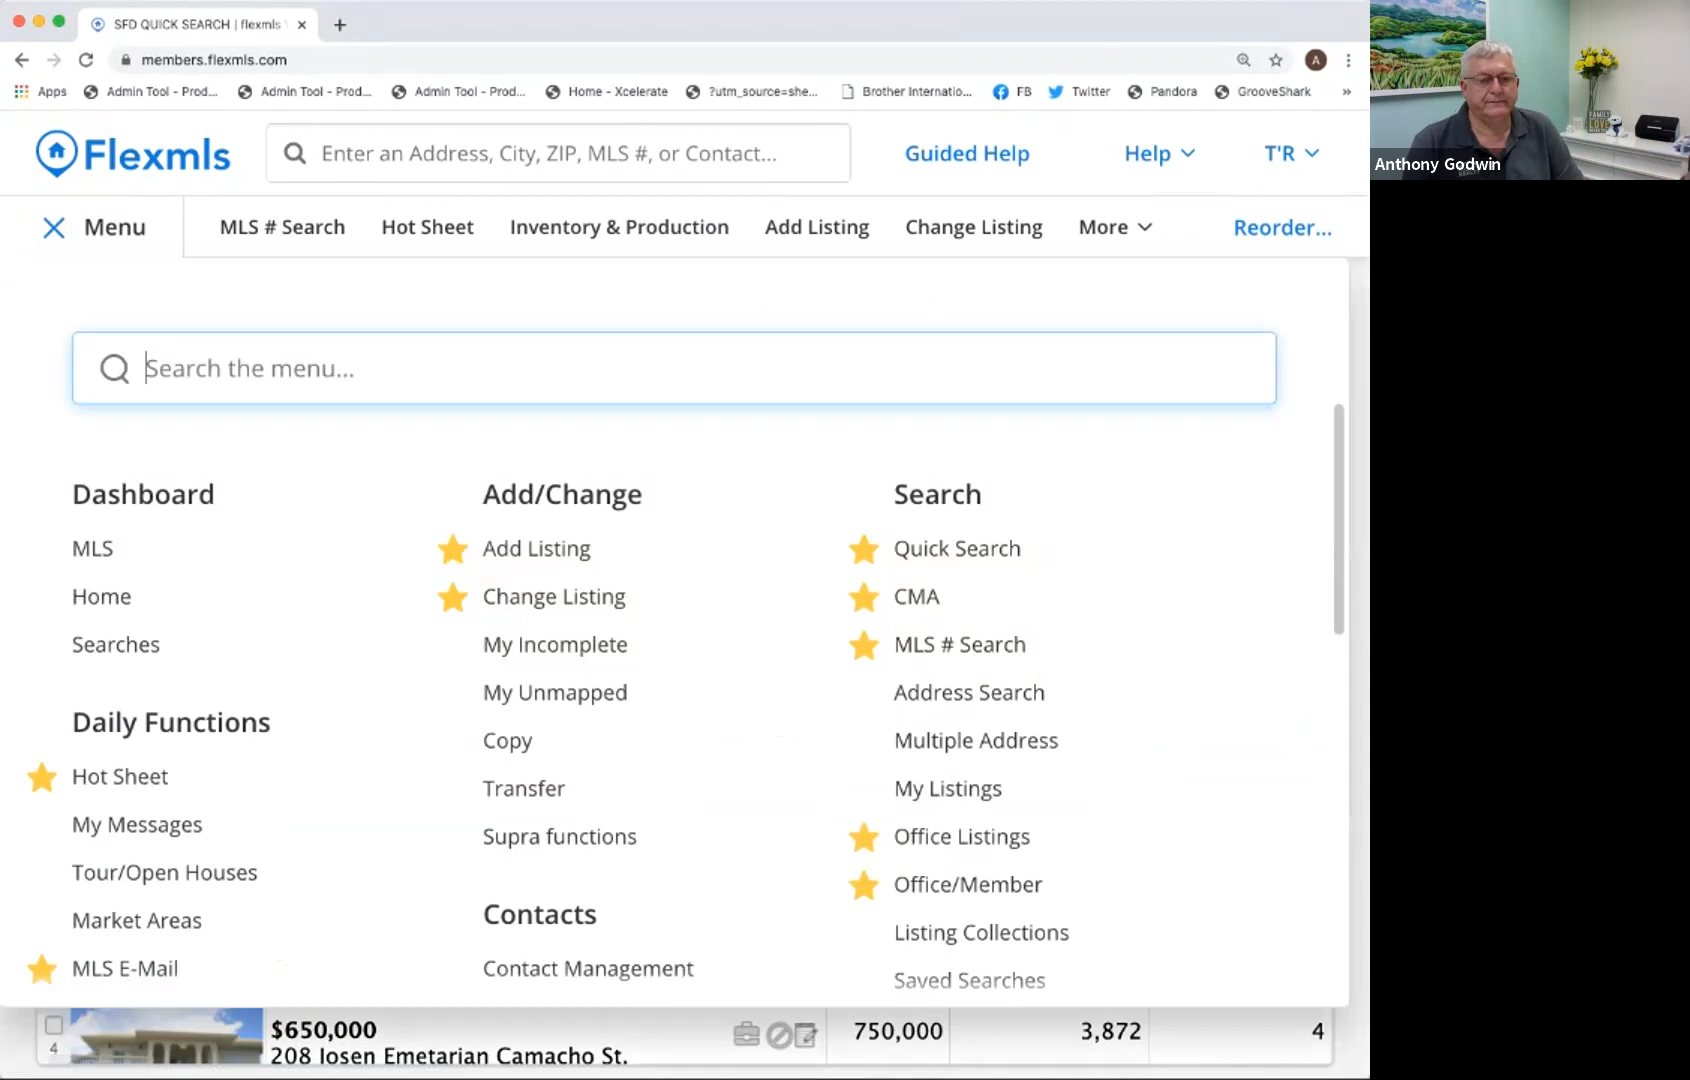 SFD QUICK SEARCH | flexmls
members.flexmls.com
A
Apps
Admin Tool - Prod...
Admin Tool - Prod...
Admin Tool - Prod...
Home - Xcelerate
?utm_source=she...
Brother Internatio...
FB
Twitter
Pandora
GrooveShark
»
Flexmls
Enter an Address, City, ZIP, MLS #, or Contact...
Guided Help
Help
T'R
Menu
MLS # Search
Hot Sheet
Inventory & Production
Add Listing
Change Listing
More
Reorder...
Search the menu...
Dashboard
MLS
Home
Searches
Daily Functions
Hot Sheet
My Messages
Tour/Open Houses
Market Areas
MLS E-Mail
Add/Change
Add Listing
Change Listing
My Incomplete
My Unmapped
Copy
Transfer
Supra functions
Contacts
Contact Management
Search
Quick Search
CMA
MLS # Search
Address Search
Multiple Address
My Listings
Office Listings
Office/Member
Listing Collections
Saved Searches
4
$650,000
208 Iosen Emetarian Camacho St.
750,000
3,872
4
FAMILY
LOVE
Anthony Godwin